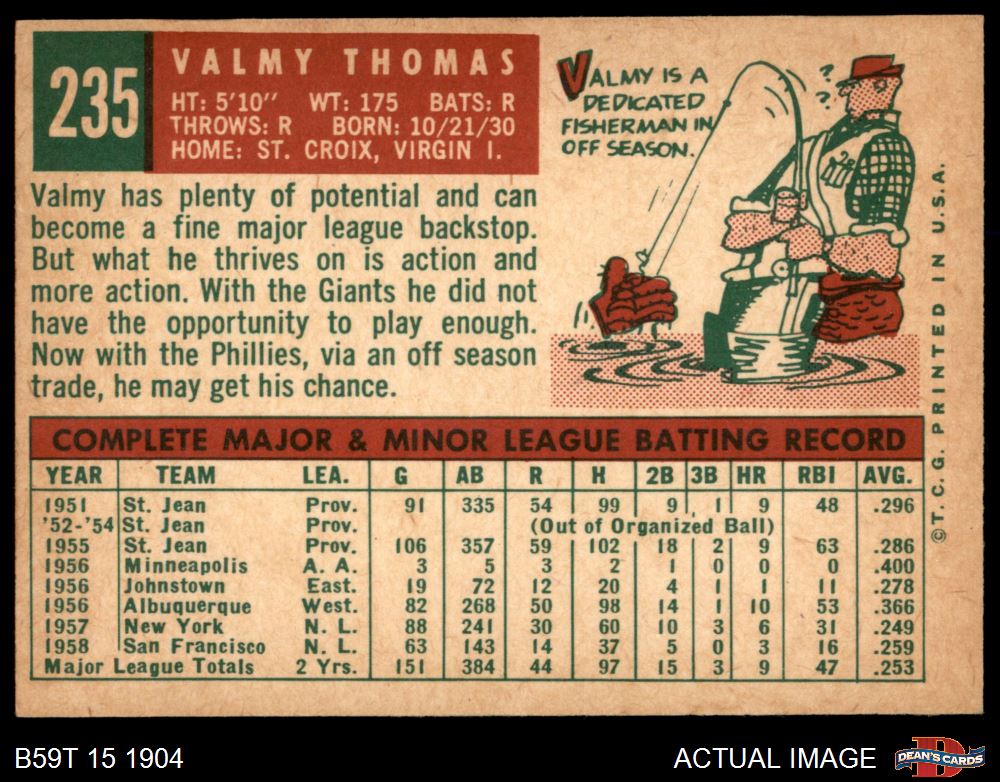 235
VALMY THOMAS
HT: 5'10" WT: 175 BATS: R
THROWS: R BORN: 10/21/30
HOME: ST. CROIX, VIRGIN I.
VALMY IS A
DEDICATED
FISHERMAN IN
OFF SEASON.
? ?
Valmy has plenty of potential and can
become a fine major league backstop.
But what he thrives on is action and
more action. With the Giants he did not
have the opportunity to play enough.
Now with the Phillies, via an off season
trade, he may get his chance.
COMPLETE MAJOR & MINOR LEAGUE BATTING RECORD
YEAR TEAM LEA. G AB R H 2B 3B HR RBI AVG.
1951 St. Jean Prov. 91 335 54 99 9 1 9 48 .296
'52-'54 St. Jean Prov. (Out of Organized Ball)
1955 St. Jean Prov. 106 357 59 102 18 2 9 63 .286
1956 Minneapolis A. A. 3 5 3 2 1 0 0 0 .400
1956 Johnstown East. 19 72 12 20 4 1 1 11 .278
1956 Albuquerque West. 82 268 50 98 14 1 10 53 .366
1957 New York N. L. 88 241 30 60 10 3 6 31 .249
1958 San Francisco N. L. 63 143 14 37 5 0 3 16 .259
Major League Totals 2 Yrs. 151 384 44 97 15 3 9 47 .253
©T.C.G. PRINTED IN U.S.A.
B59T 15 1904
ACTUAL IMAGE
D
DEAN'S CARDS